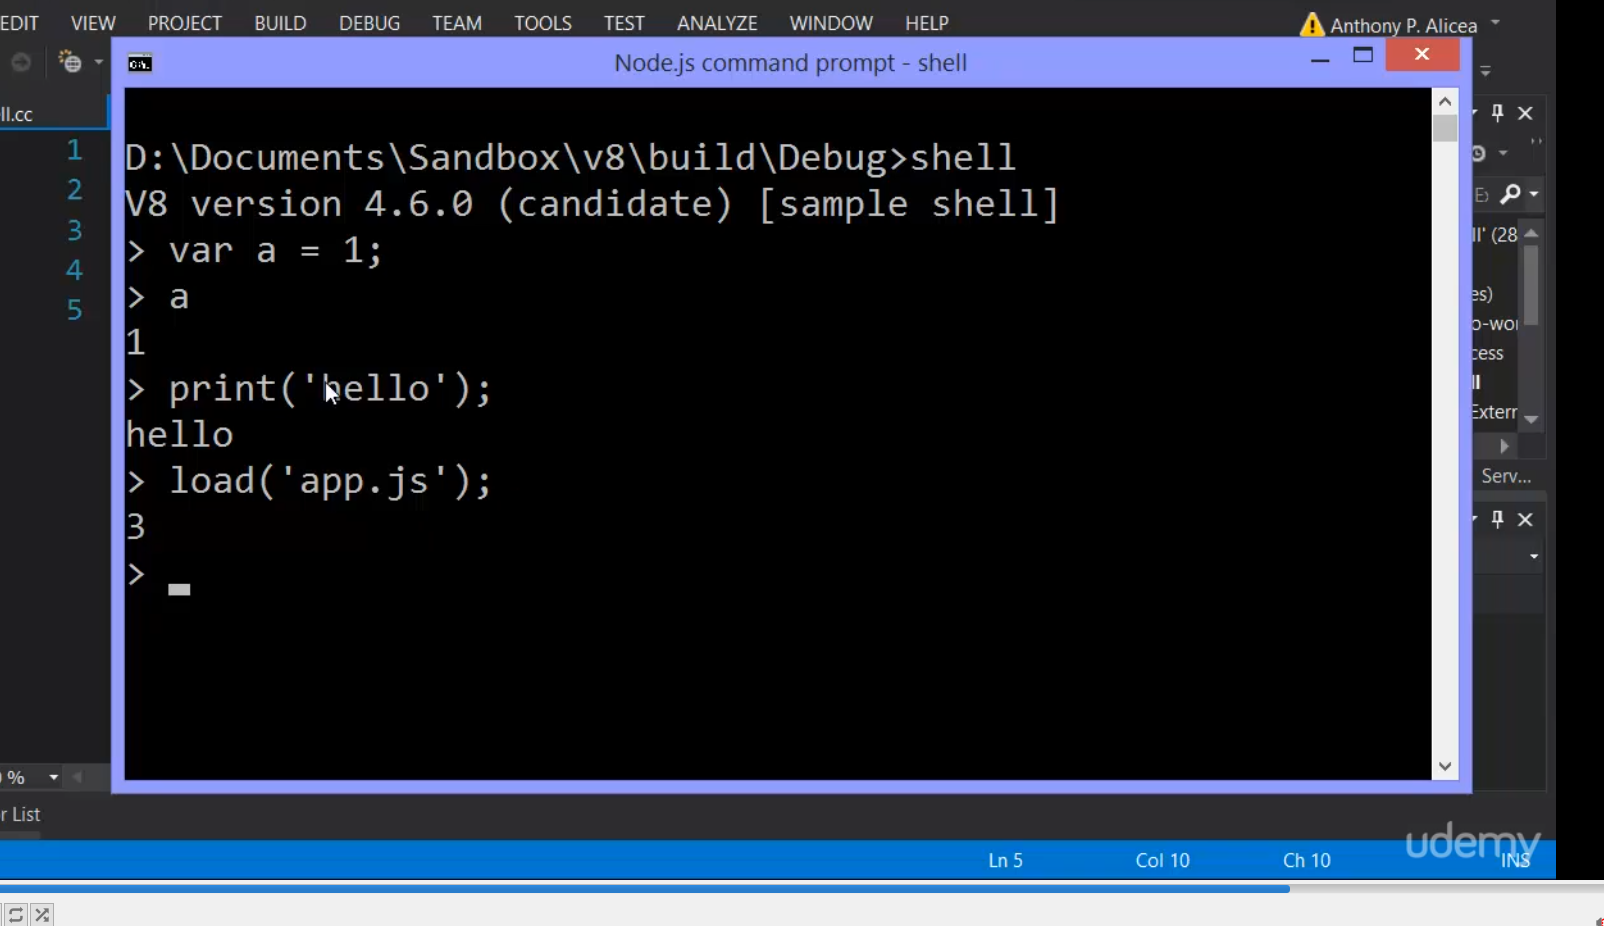 EDIT VIEW PROJECT BUILD DEBUG TEAM TOOLS TEST ANALYZE WINDOW HELP Anthony P. Alicea
Node.js command prompt - shell
ll.cc
1
2
3
4
5
D:\Documents\Sandbox\v8\build\Debug>shell
V8 version 4.6.0 (candidate) [sample shell]
> var a = 1;
> a
1
> print('hello');
hello
> load('app.js');
3
>
ll' (28
es)
o-wor
cess
ll
Extern
Serv...
%
r List
Ln 5 Col 10 Ch 10 INS
udemy